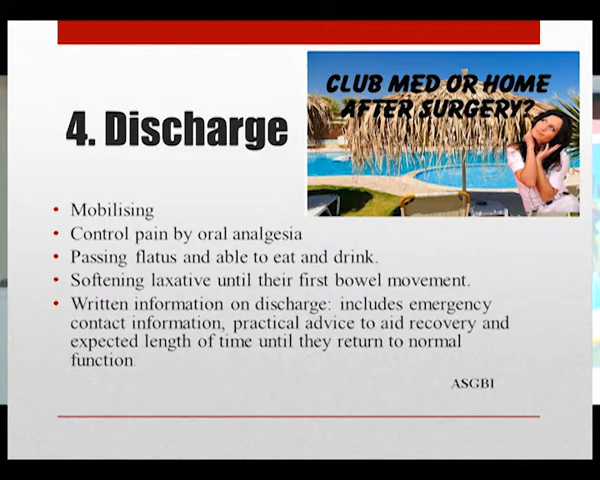 CLUB MED OR HOME
AFTER SURGERY?
4. Discharge
• Mobilising
• Control pain by oral analgesia
• Passing flatus and able to eat and drink.
• Softening laxative until their first bowel movement.
• Written information on discharge: includes emergency
contact information, practical advice to aid recovery and
expected length of time until they return to normal
function.
ASGBI